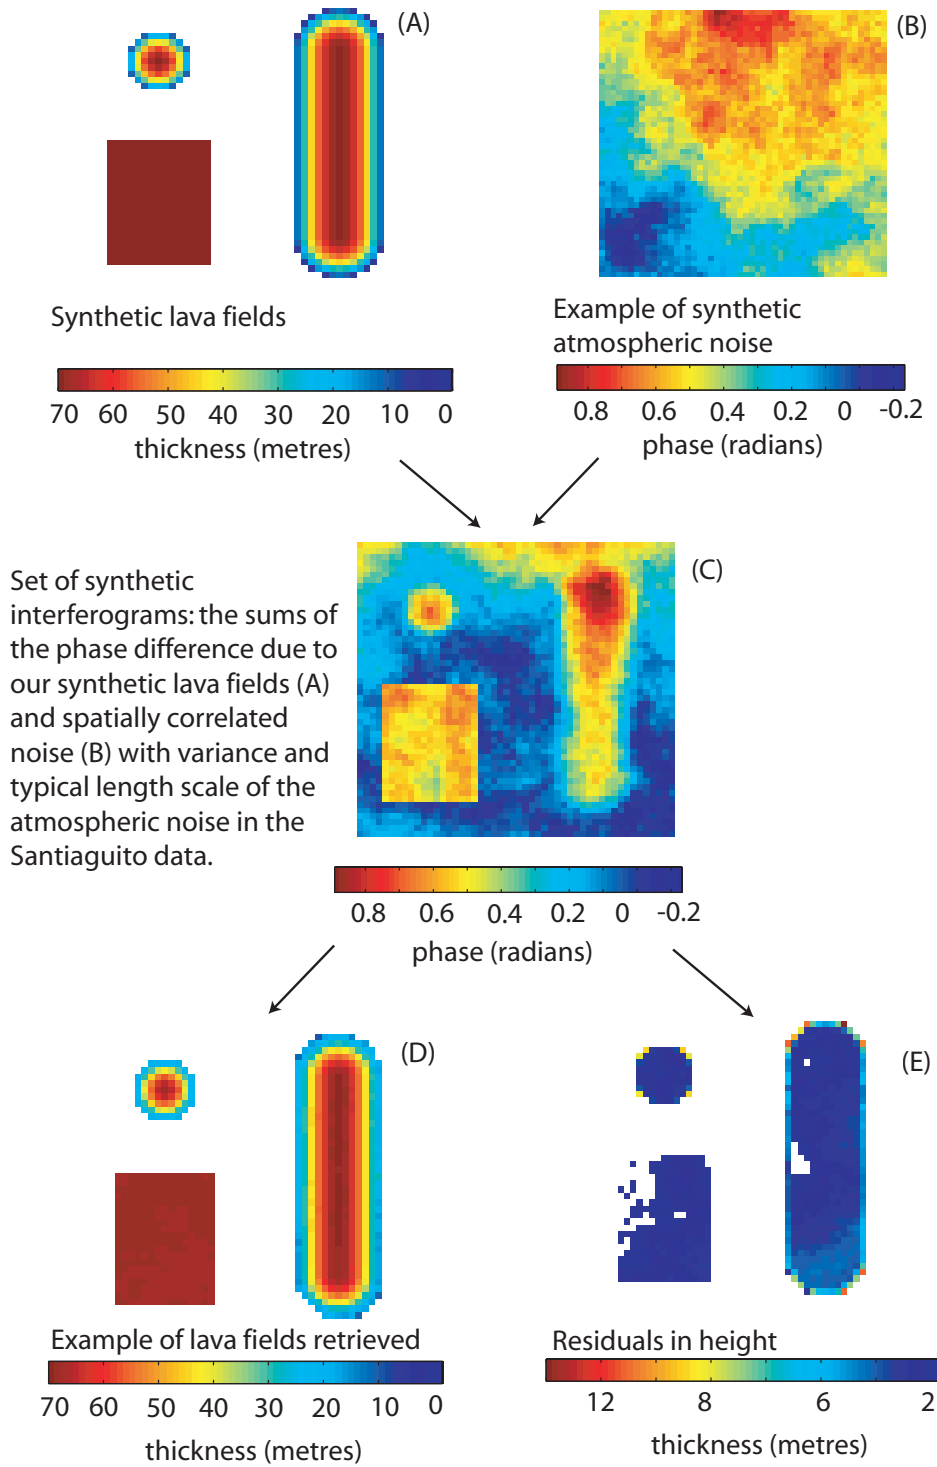 (A)
(B)
Synthetic lava fields
70 60 50 40 30 20 10 0
thickness (metres)
Example of synthetic
atmospheric noise
0.8 0.6 0.4 0.2 0 -0.2
phase (radians)
Set of synthetic
interferograms: the sums of
the phase difference due to
our synthetic lava fields (A)
and spatially correlated
noise (B) with variance and
typical length scale of the
atmospheric noise in the
Santiaguito data.
(C)
0.8 0.6 0.4 0.2 0 -0.2
phase (radians)
(D)
(E)
Example of lava fields retrieved
70 60 50 40 30 20 10 0
thickness (metres)
Residuals in height
12 8 6 2
thickness (metres)